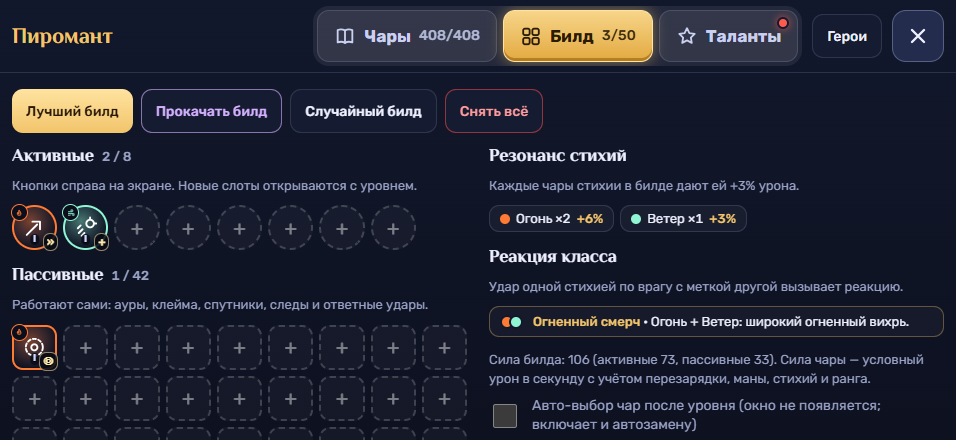 Пиромант
Чары 408/408
Билд 3/50
Таланты
Герои
Лучший билд
Прокачать билд
Случайный билд
Снять всё
Активные 2 / 8
Кнопки справа на экране. Новые слоты открываются с уровнем.
Пассивные 1 / 42
Работают сами: ауры, клейма, спутники, следы и ответные удары.
Резонанс стихий
Каждые чары стихии в билде дают ей +3% урона.
Огонь ×2 +6%
Ветер ×1 +3%
Реакция класса
Удар одной стихией по врагу с меткой другой вызывает реакцию.
Огненный смерч • Огонь + Ветер: широкий огненный вихрь.
Сила билда: 106 (активные 73, пассивные 33). Сила чары — условный
урон в секунду с учётом перезарядки, маны, стихий и ранга.
Авто-выбор чар после уровня (окно не появляется;
включает и автозамену)